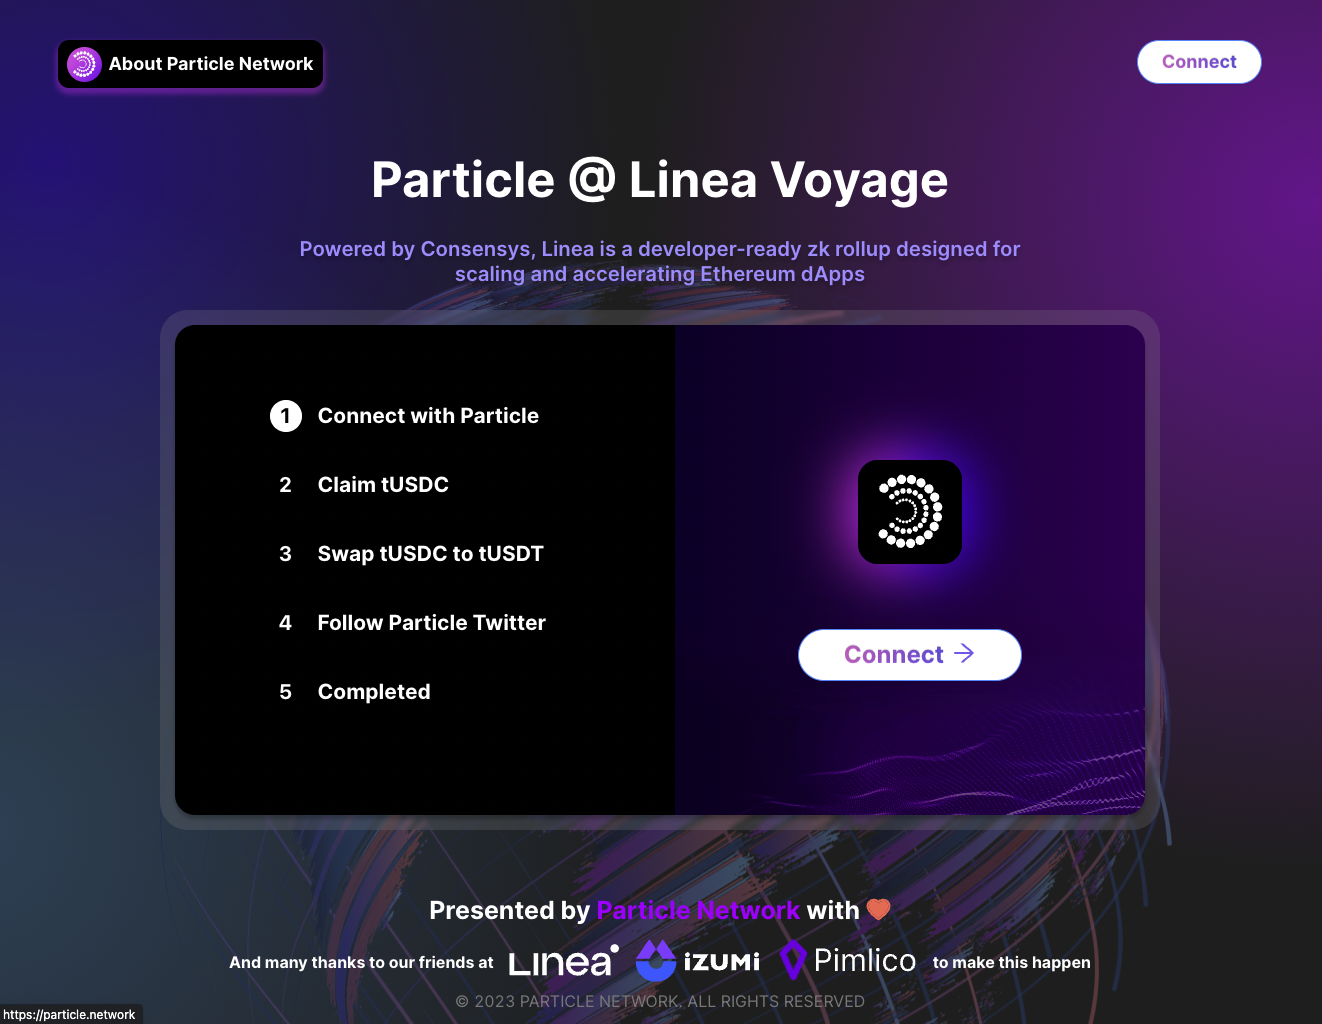 About Particle Network
Connect
Particle @ Linea Voyage
Powered by Consensys, Linea is a developer-ready zk rollup designed for
scaling and accelerating Ethereum dApps
1 Connect with Particle
2 Claim tUSDC
3 Swap tUSDC to tUSDT
4 Follow Particle Twitter
5 Completed
Connect →
Presented by Particle Network with ❤
And many thanks to our friends at Linea iZUMi Pimlico to make this happen
© 2023 PARTICLE NETWORK. ALL RIGHTS RESERVED
https://particle.network